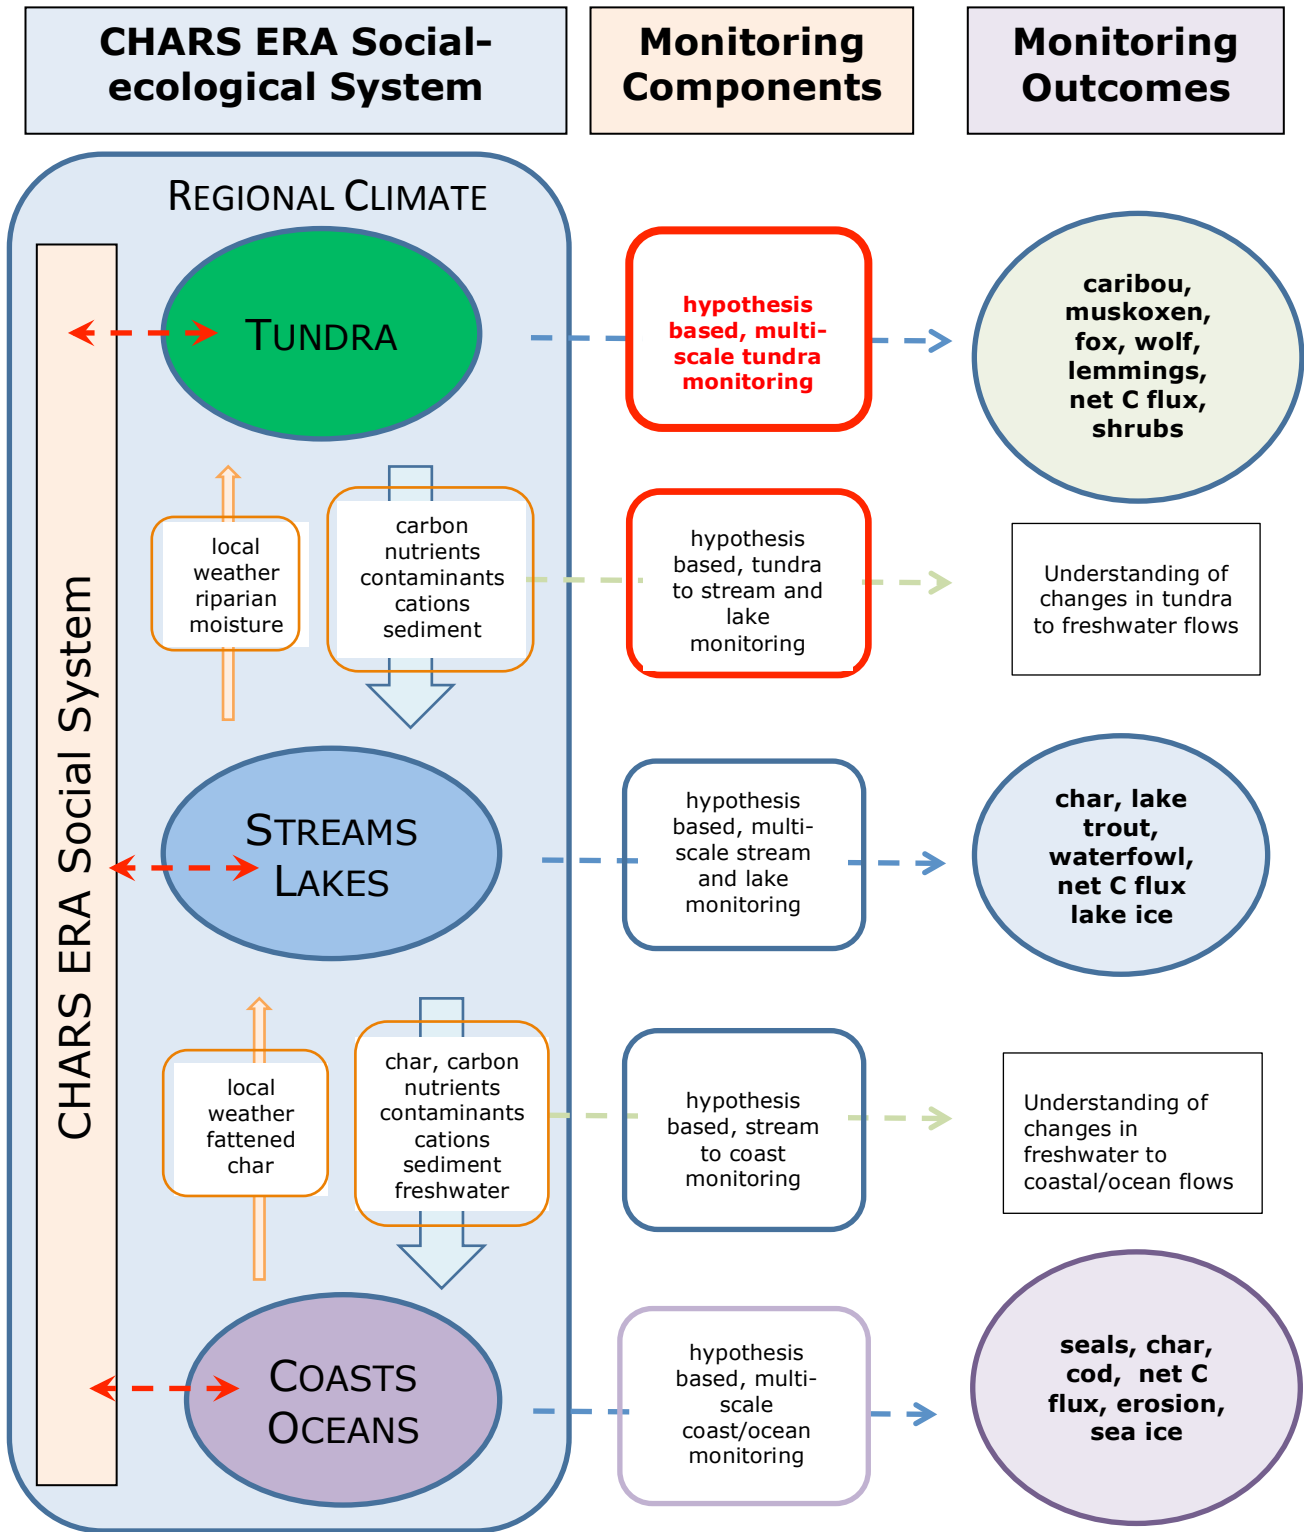 CHARS ERA Social-
ecological System
Monitoring
Components
Monitoring
Outcomes
REGIONAL CLIMATE
CHARS ERA Social System
TUNDRA
hypothesis
based, multi-
scale tundra
monitoring
caribou,
muskoxen,
fox, wolf,
lemmings,
net C flux,
shrubs
local
weather
riparian
moisture
carbon
nutrients
contaminants
cations
sediment
hypothesis
based, tundra
to stream and
lake
monitoring
Understanding of
changes in tundra
to freshwater flows
STREAMS
LAKES
hypothesis
based, multi-
scale stream
and lake
monitoring
char, lake
trout,
waterfowl,
net C flux
lake ice
local
weather
fattened
char
char, carbon
nutrients
contaminants
cations
sediment
freshwater
hypothesis
based, stream
to coast
monitoring
Understanding of
changes in
freshwater to
coastal/ocean flows
COASTS
OCEANS
hypothesis
based, multi-
scale
coast/ocean
monitoring
seals, char,
cod, net C
flux, erosion,
sea ice